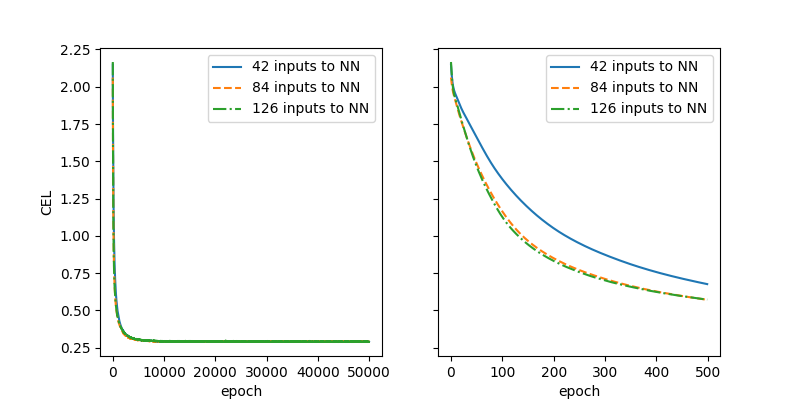 2.25
2.00
1.75
1.50
1.25
1.00
0.75
0.50
0.25
CEL
42 inputs to NN
84 inputs to NN
126 inputs to NN
0 10000 20000 30000 40000 50000
epoch
42 inputs to NN
84 inputs to NN
126 inputs to NN
0 100 200 300 400 500
epoch